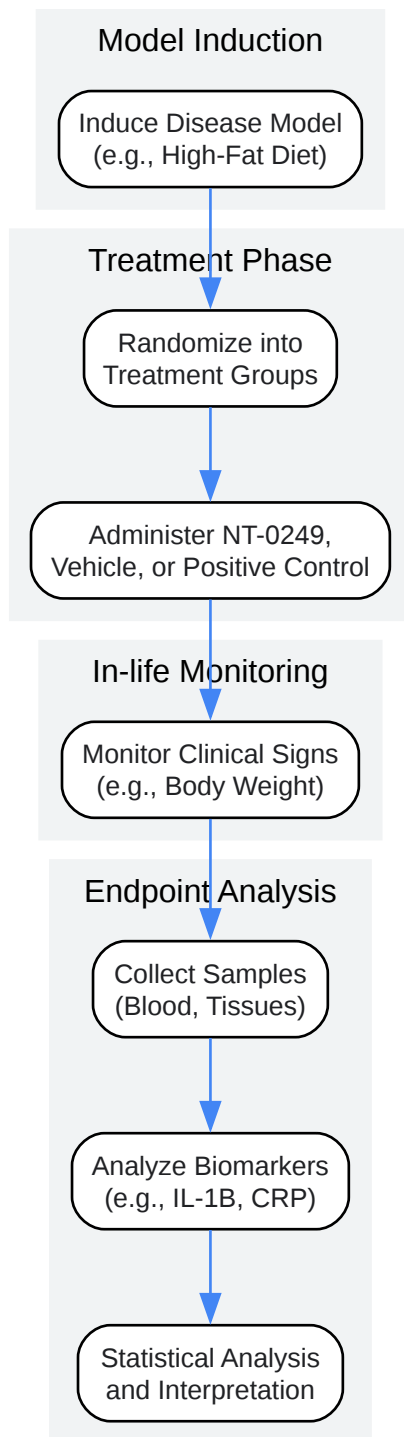 Model Induction
Induce Disease Model
(e.g., High-Fat Diet)
Treatment Phase
Randomize into
Treatment Groups
Administer NT-0249,
Vehicle, or Positive Control
In-life Monitoring
Monitor Clinical Signs
(e.g., Body Weight)
Endpoint Analysis
Collect Samples
(Blood, Tissues)
Analyze Biomarkers
(e.g., IL-1B, CRP)
Statistical Analysis
and Interpretation